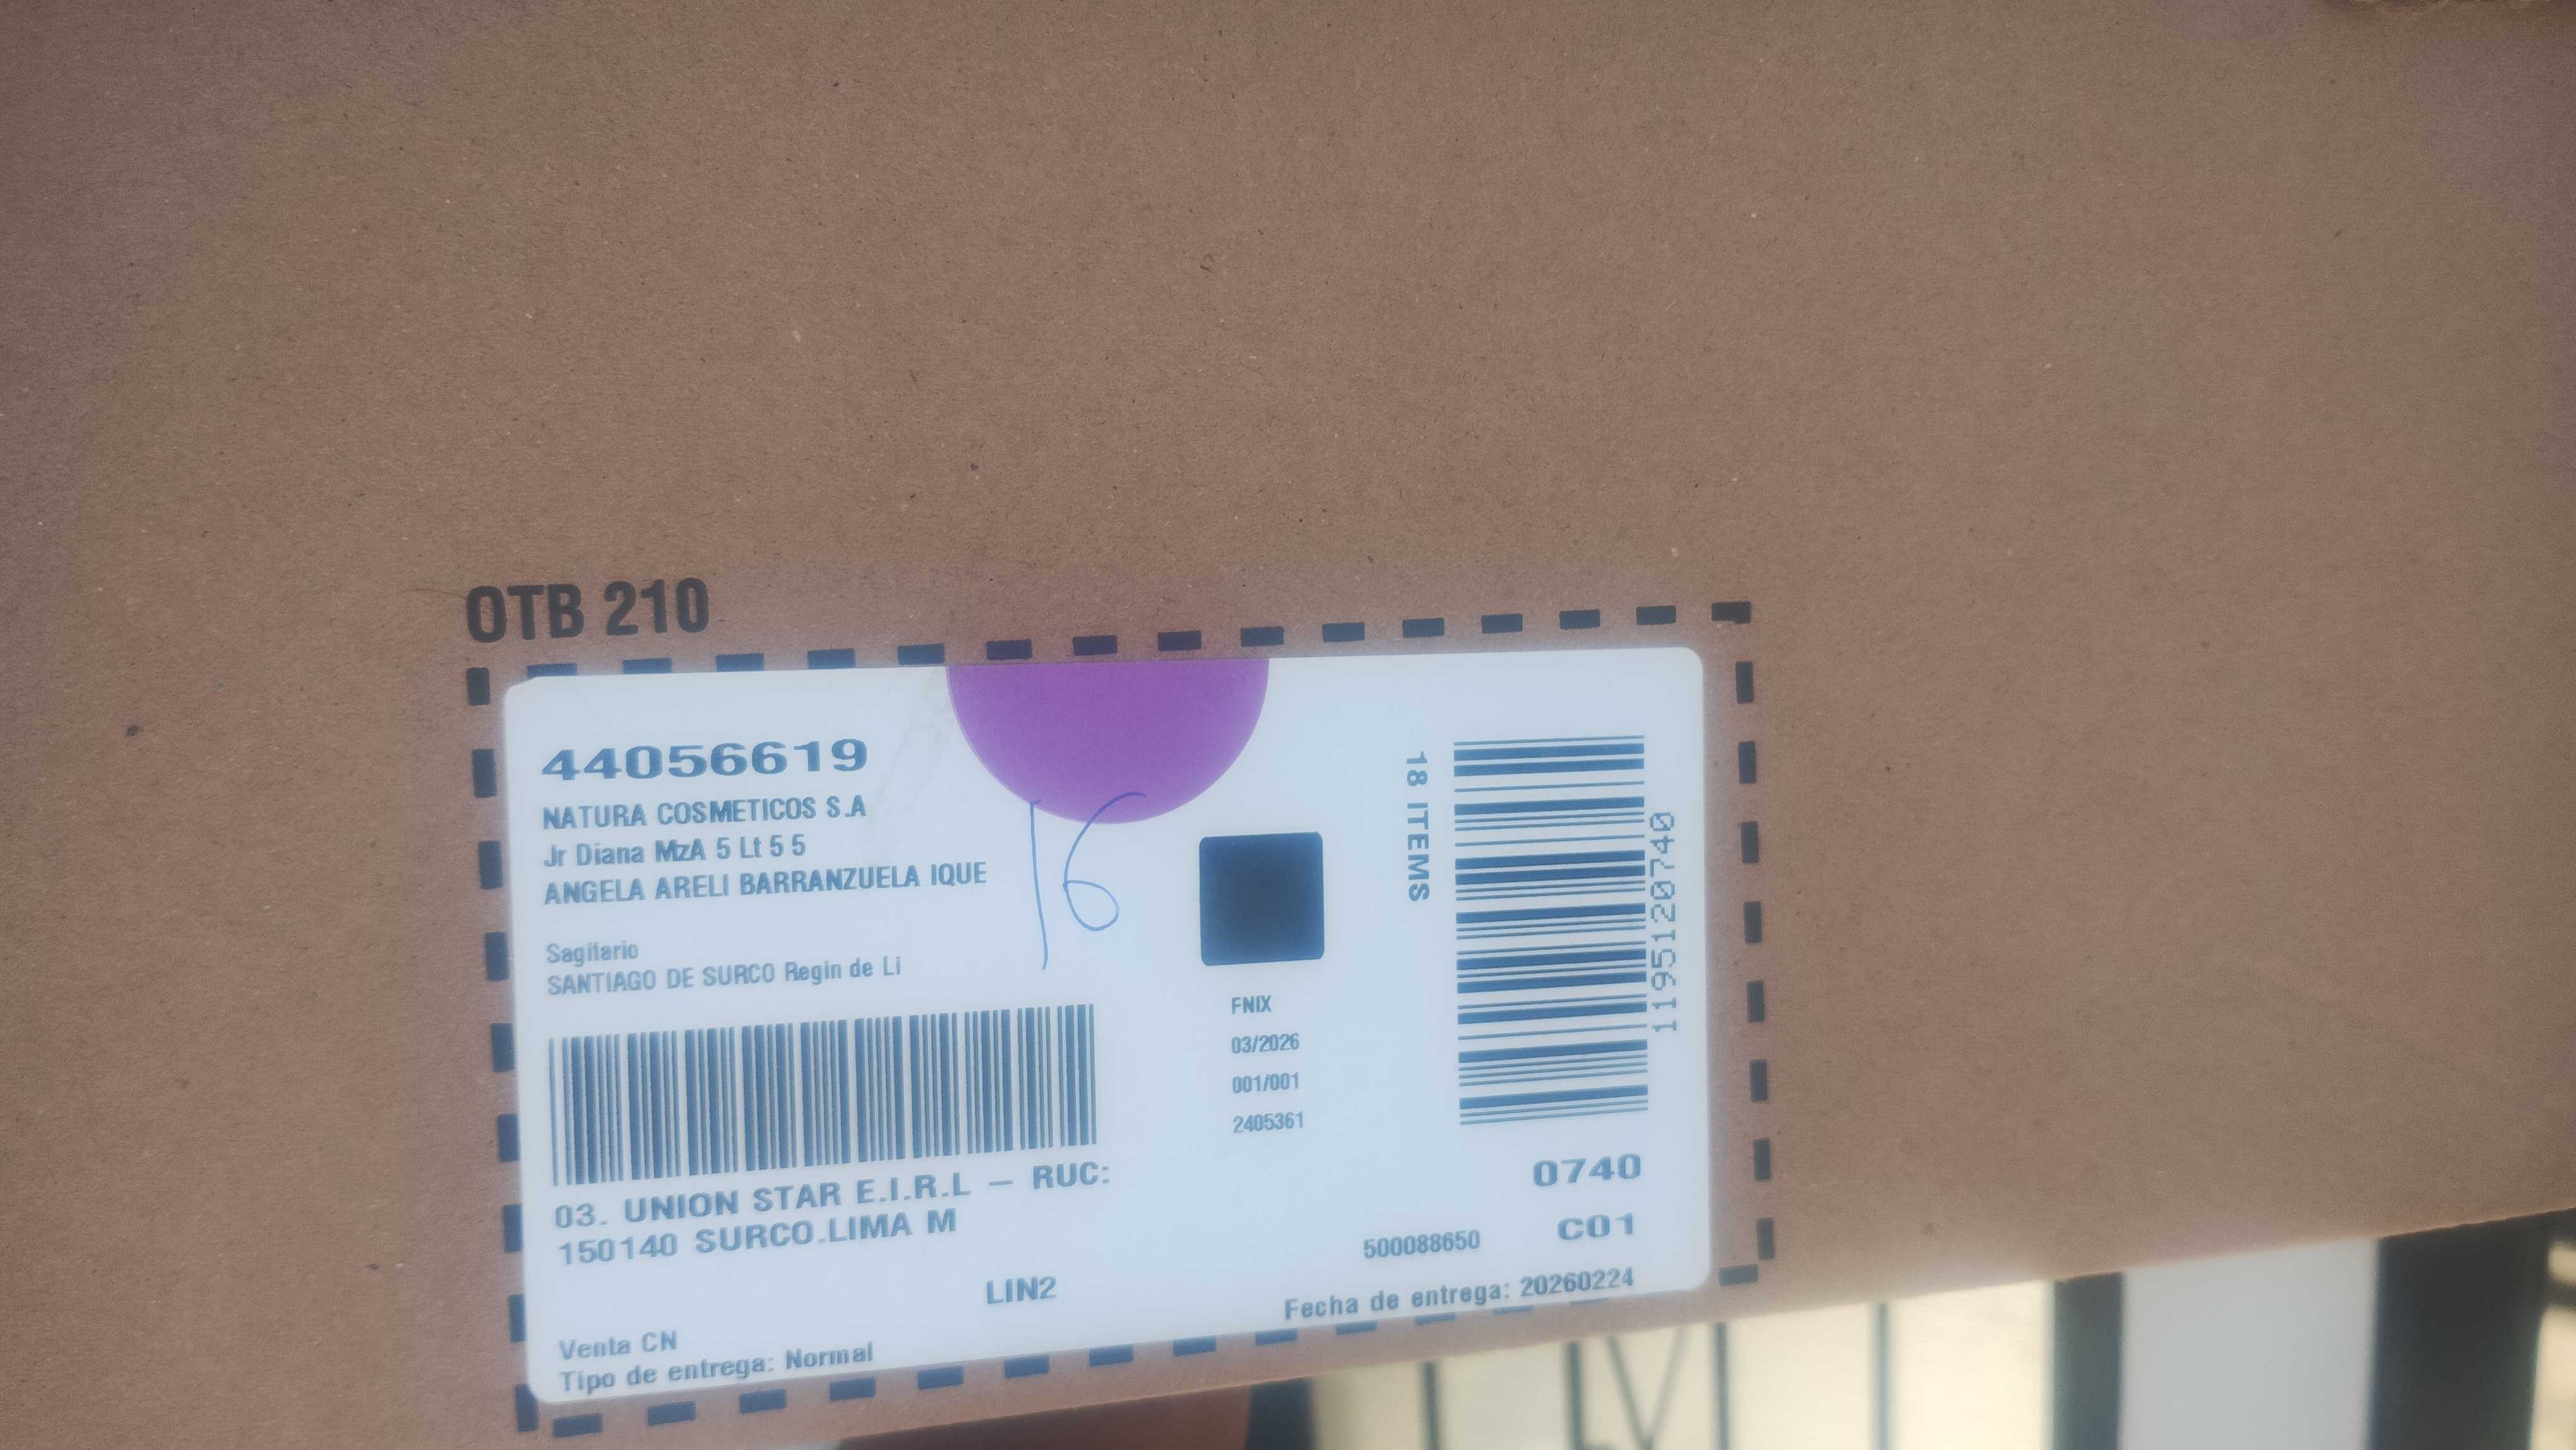 OTB 210
44056619
NATURA COSMETICOS S.A
Jr Diana MzA 5 Lt 5 5
ANGELA ARELI BARRANZUELA IQUE
16
Sagitario
SANTIAGO DE SURCO Regin de Li
18 ITEMS
1195120740
FNIX
03/2026
001/001
2405361
03. UNION STAR E.I.R.L – RUC:
150140 SURCO.LIMA M
0740
500088650 C01
LIN2
Fecha de entrega: 20260224
Venta CN
Tipo de entrega: Normal